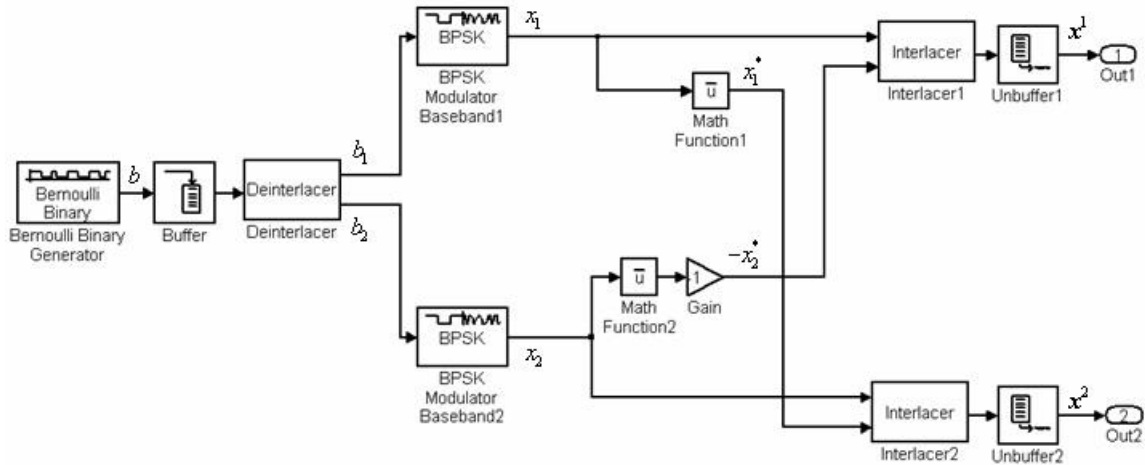 BPSK
BPSK
Modulator
Baseband1
x₁
x₁*
ū
Math
Function1
Interlacer
Interlacer1
Unbuffer1
x¹
1
Out1
Bernoulli
Binary
Bernoulli Binary
Generator
b
Buffer
Deinterlacer
Deinterlacer
b₁
b₂
ū
Math
Function2
-1
Gain
−x₂*
BPSK
BPSK
Modulator
Baseband2
x₂
Interlacer
Interlacer2
Unbuffer2
x²
2
Out2